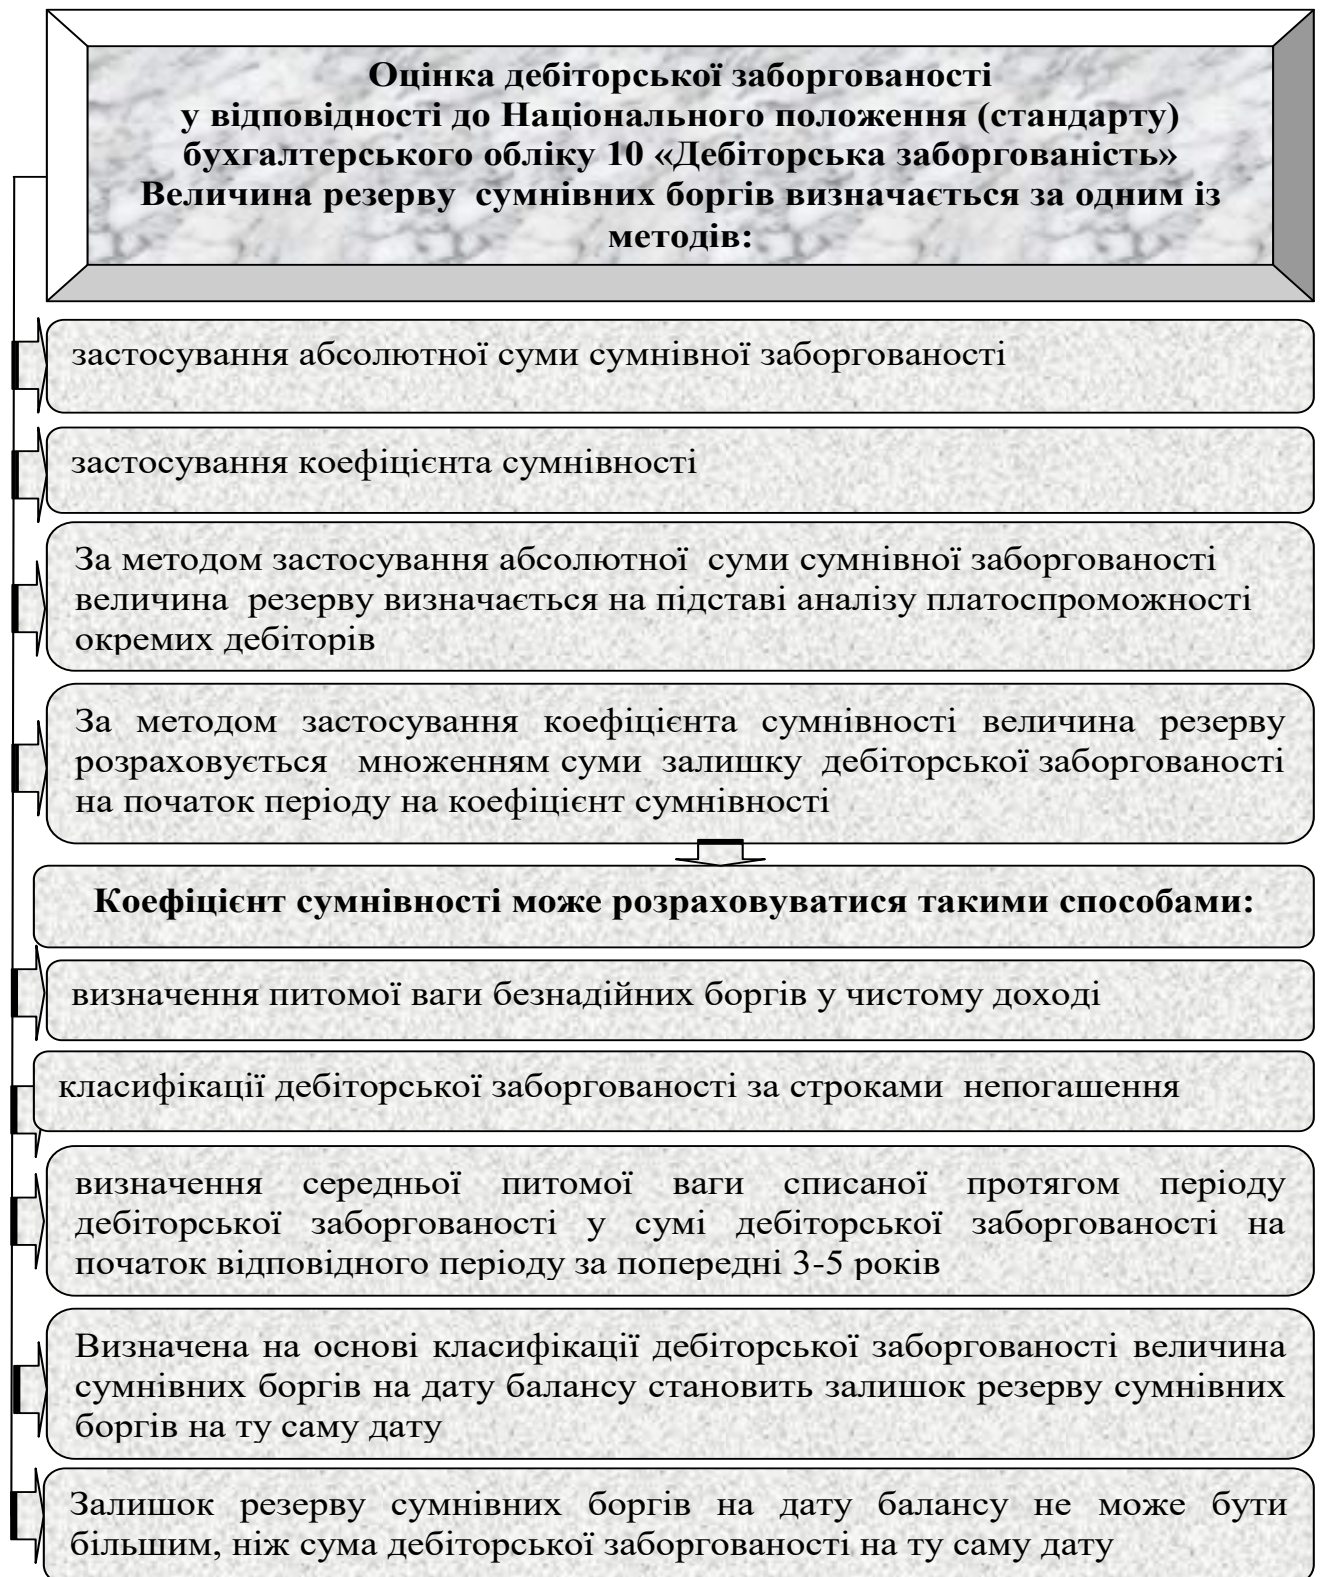 Оцінка дебіторської заборгованості
у відповідності до Національного положення (стандарту)
бухгалтерського обліку 10 «Дебіторська заборгованість»
Величина резерву сумнівних боргів визначається за одним із
методів:
застосування абсолютної суми сумнівної заборгованості
застосування коефіцієнта сумнівності
За методом застосування абсолютної суми сумнівної заборгованості
величина резерву визначається на підставі аналізу платоспроможності
окремих дебіторів
За методом застосування коефіцієнта сумнівності величина резерву
розраховується множенням суми залишку дебіторської заборгованості
на початок періоду на коефіцієнт сумнівності
Коефіцієнт сумнівності може розраховуватися такими способами:
визначення питомої ваги безнадійних боргів у чистому доході
класифікації дебіторської заборгованості за строками непогашення
визначення середньої питомої ваги списаної протягом періоду
дебіторської заборгованості у сумі дебіторської заборгованості на
початок відповідного періоду за попередні 3-5 років
Визначена на основі класифікації дебіторської заборгованості величина
сумнівних боргів на дату балансу становить залишок резерву сумнівних
боргів на ту саму дату
Залишок резерву сумнівних боргів на дату балансу не може бути
більшим, ніж сума дебіторської заборгованості на ту саму дату